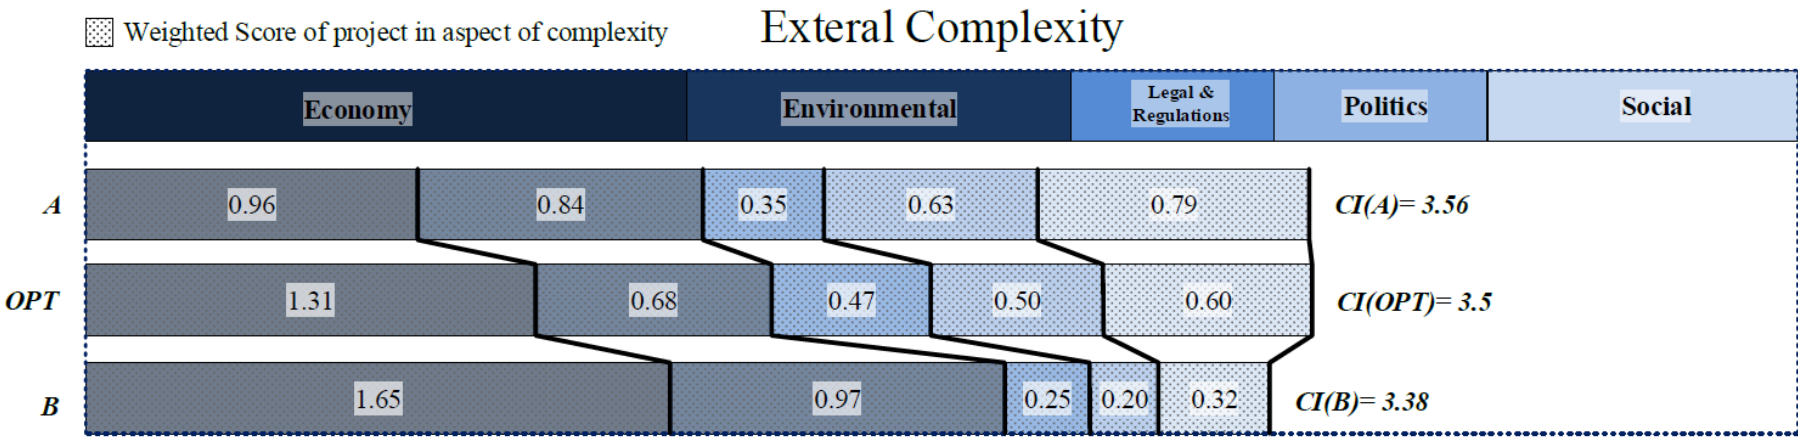 Weighted Score of project in aspect of complexity
Exteral Complexity
Economy
Environmental
Legal &
Regulations
Politics
Social
A
0.96
0.84
0.35
0.63
0.79
CI(A)= 3.56
OPT
1.31
0.68
0.47
0.50
0.60
CI(OPT)= 3.5
B
1.65
0.97
0.25
0.20
0.32
CI(B)= 3.38